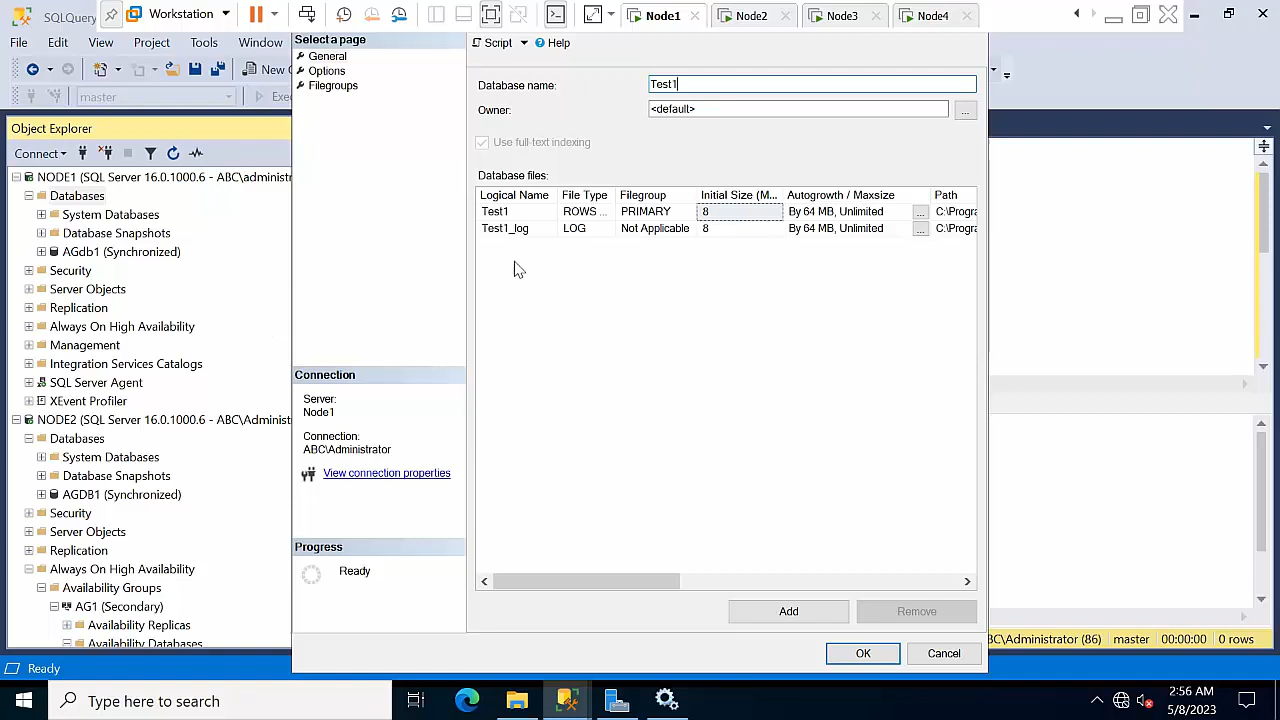 SQLQuery
Workstation
Node1
Node2
Node3
Node4
File Edit View Project Tools Window
New
master
Exec
Object Explorer
Connect
NODE1 (SQL Server 16.0.1000.6 - ABC\administr
Databases
System Databases
Database Snapshots
AGdb1 (Synchronized)
Security
Server Objects
Replication
Always On High Availability
Management
Integration Services Catalogs
SQL Server Agent
XEvent Profiler
NODE2 (SQL Server 16.0.1000.6 - ABC\Administrat
Databases
System Databases
Database Snapshots
AGDB1 (Synchronized)
Security
Server Objects
Replication
Always On High Availability
Availability Groups
AG1 (Secondary)
Availability Replicas
Availability Databases
Select a page
General
Options
Filegroups
Connection
Server:
Node1
Connection:
ABC\Administrator
View connection properties
Progress
Ready
Script Help
Database name: Test1
Owner: <default> ...
Use full-text indexing
Database files:
Logical Name File Type Filegroup Initial Size (M... Autogrowth / Maxsize Path
Test1 ROWS ... PRIMARY 8 By 64 MB, Unlimited ... C:\Progra
Test1_log LOG Not Applicable 8 By 64 MB, Unlimited ... C:\Progra
Add Remove
OK Cancel
BC\Administrator (86) master 00:00:00 0 rows
Ready
Type here to search
2:56 AM
5/8/2023